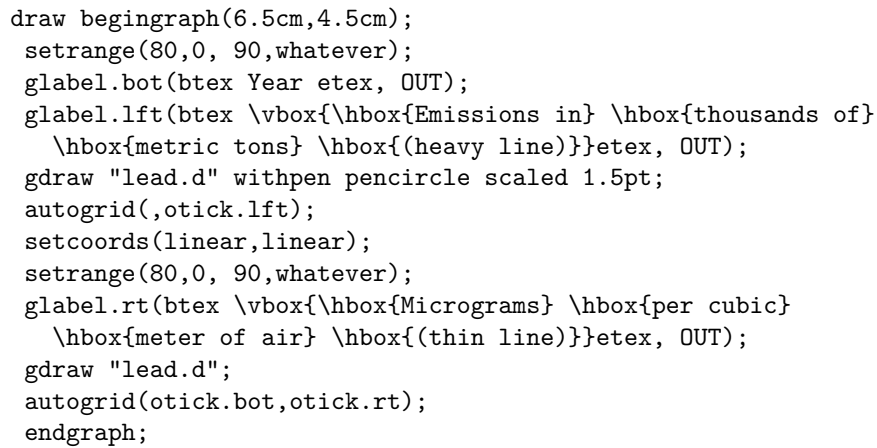 draw begingraph(6.5cm,4.5cm);
setrange(80,0, 90,whatever);
glabel.bot(btex Year etex, OUT);
glabel.lft(btex \vbox{\hbox{Emissions in} \hbox{thousands of}
\hbox{metric tons} \hbox{(heavy line)}}etex, OUT);
gdraw "lead.d" withpen pencircle scaled 1.5pt;
autogrid(,otick.lft);
setcoords(linear,linear);
setrange(80,0, 90,whatever);
glabel.rt(btex \vbox{\hbox{Micrograms} \hbox{per cubic}
\hbox{meter of air} \hbox{(thin line)}}etex, OUT);
gdraw "lead.d";
autogrid(otick.bot,otick.rt);
endgraph;